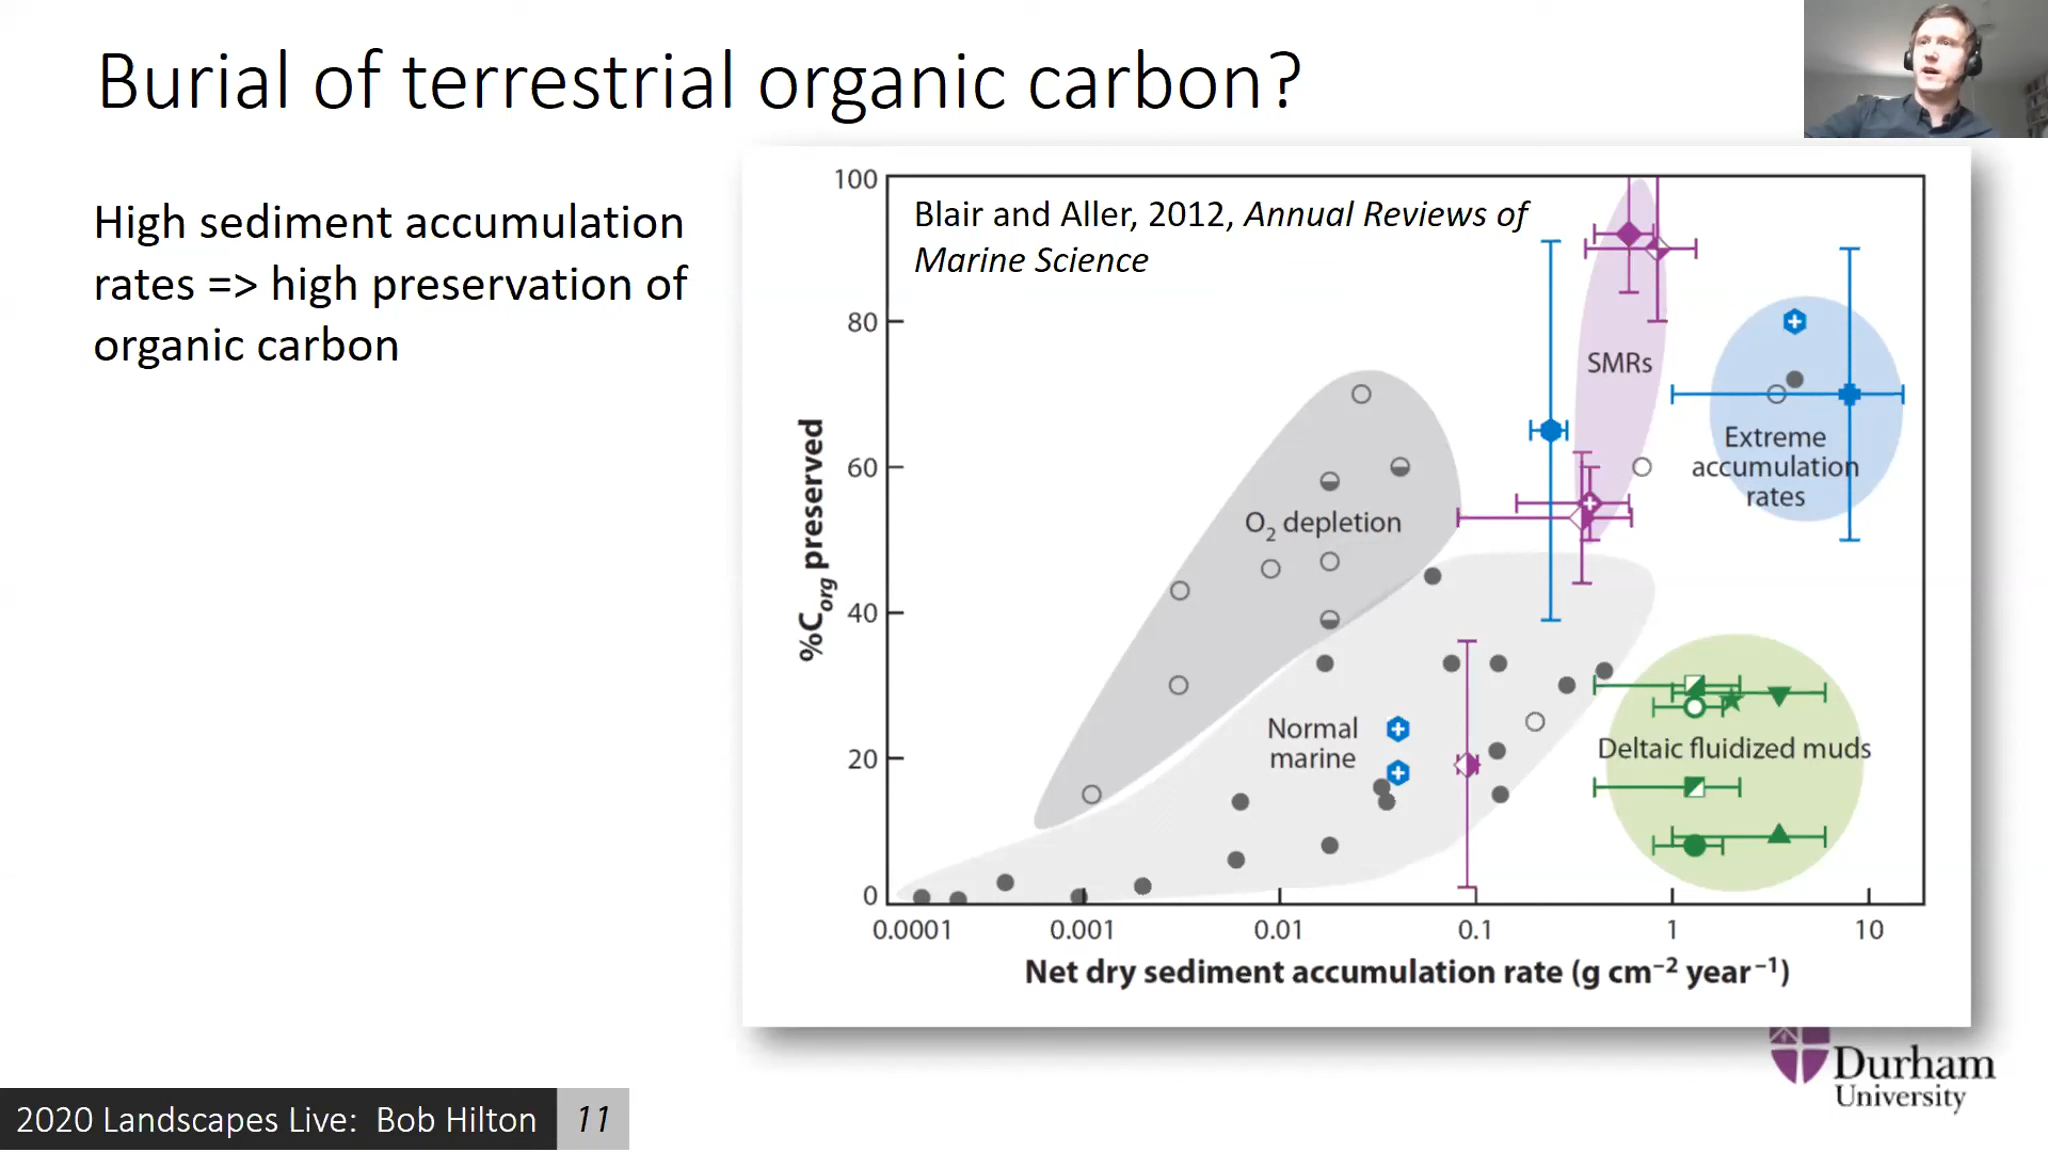 Burial of terrestrial organic carbon?
High sediment accumulation
rates => high preservation of
organic carbon
Blair and Aller, 2012, Annual Reviews of
Marine Science
%Corg preserved
100
80
60
40
20
0
SMRs
Extreme
accumulation
rates
O2 depletion
Normal
marine
Deltaic fluidized muds
0.0001
0.001
0.01
0.1
1
10
Net dry sediment accumulation rate (g cm−2 year−1)
Durham
University
2020 Landscapes Live: Bob Hilton
11